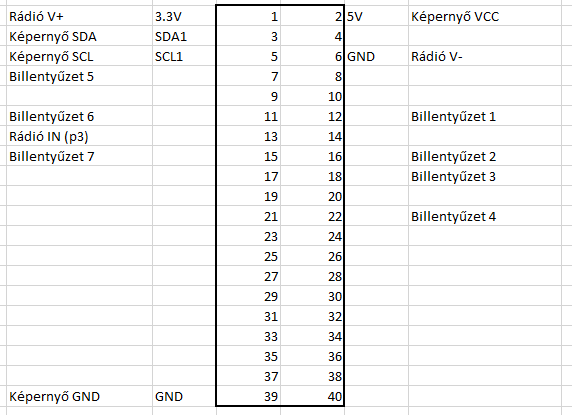 Rádió V+ 3.3V 1 2 5V Képernyő VCC
Képernyő SDA SDA1 3 4
Képernyő SCL SCL1 5 6 GND Rádió V-
Billentyűzet 5 7 8
9 10
Billentyűzet 6 11 12 Billentyűzet 1
Rádió IN (p3) 13 14
Billentyűzet 7 15 16 Billentyűzet 2
17 18 Billentyűzet 3
19 20
21 22 Billentyűzet 4
23 24
25 26
27 28
29 30
31 32
33 34
35 36
37 38
Képernyő GND GND 39 40